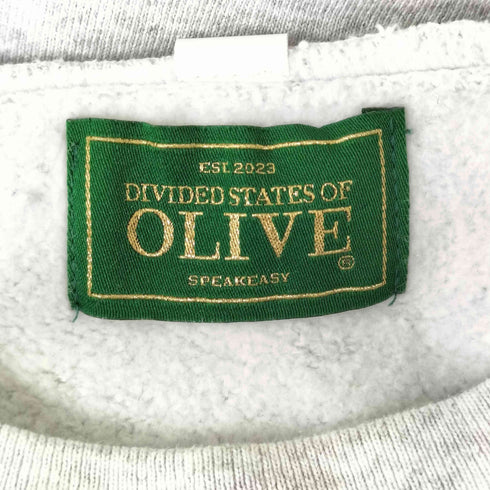 EST. 2023
DIVIDED STATES OF
OLIVE
SPEAKEASY